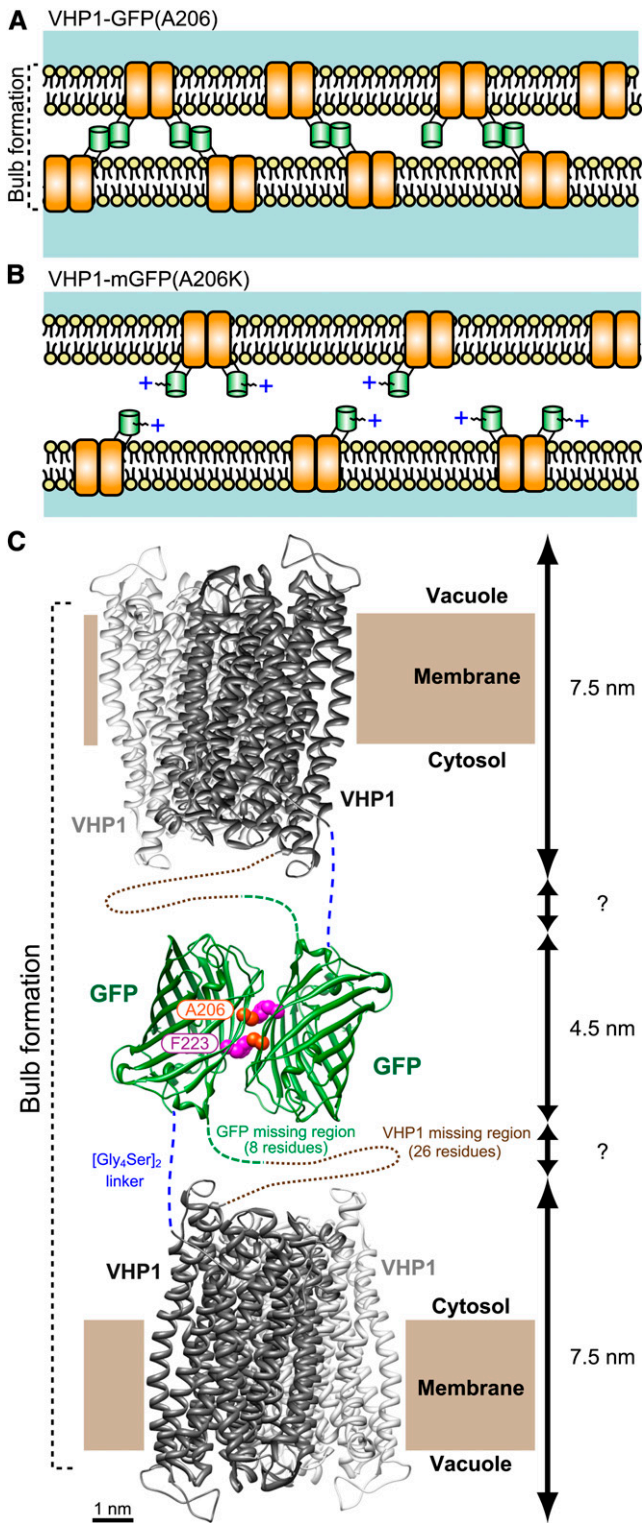 A
VHP1-GFP(A206)
Bulb formation
B
VHP1-mGFP(A206K)
+
+
+
+
+
+
+
C
Vacuole
Membrane
7.5 nm
Cytosol
VHP1
VHP1
?
GFP
A206
F223
GFP
4.5 nm
Bulb formation
GFP missing region
(8 residues)
VHP1 missing region
(26 residues)
?
[Gly₄Ser]₂
linker
VHP1
VHP1
Cytosol
Membrane
7.5 nm
Vacuole
1 nm